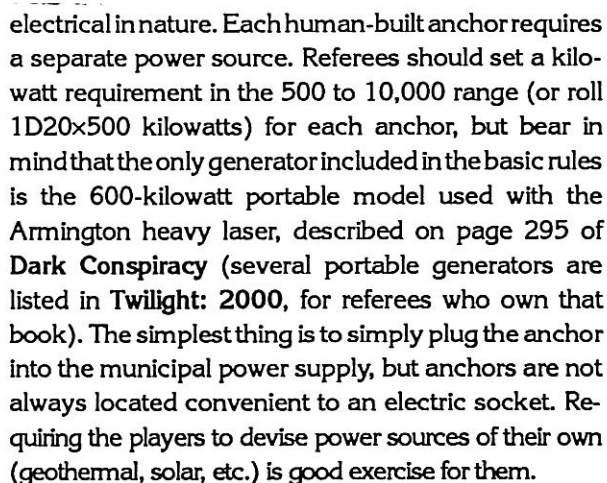 electrical in nature. Each human-built anchor requires
a separate power source. Referees should set a kilo-
watt requirement in the 500 to 10,000 range (or roll
1D20×500 kilowatts) for each anchor, but bear in
mind that the only generator included in the basic rules
is the 600-kilowatt portable model used with the
Armington heavy laser, described on page 295 of
Dark Conspiracy (several portable generators are
listed in Twilight: 2000, for referees who own that
book). The simplest thing is to simply plug the anchor
into the municipal power supply, but anchors are not
always located convenient to an electric socket. Re-
quiring the players to devise power sources of their own
(geothermal, solar, etc.) is good exercise for them.